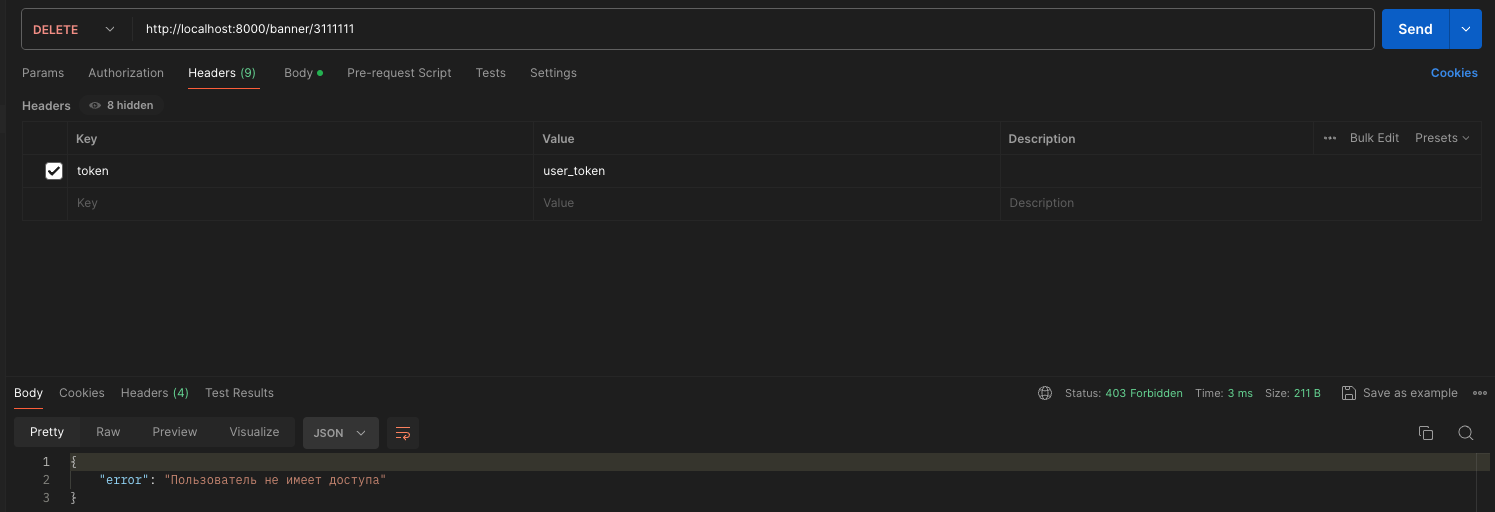 DELETE http://localhost:8000/banner/3111111 Send
Params Authorization Headers (9) Body Pre-request Script Tests Settings Cookies
Headers 8 hidden
Key Value Description Bulk Edit Presets
token user_token
Key Value Description
Body Cookies Headers (4) Test Results Status: 403 Forbidden Time: 3 ms Size: 211 B Save as example
Pretty Raw Preview Visualize JSON
1 {
2 "error": "Пользователь не имеет доступа"
3 }